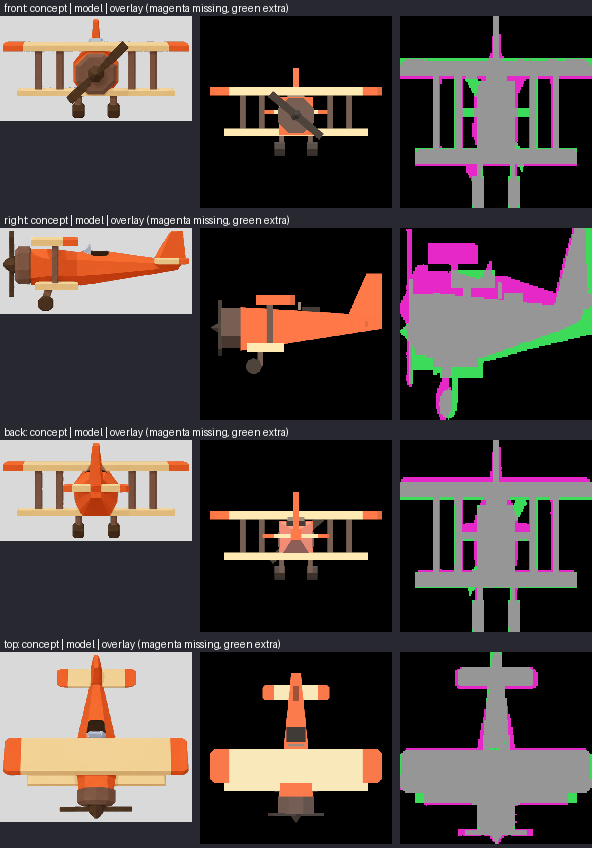 front: concept | model | overlay (magenta missing, green extra)
right: concept | model | overlay (magenta missing, green extra)
back: concept | model | overlay (magenta missing, green extra)
top: concept | model | overlay (magenta missing, green extra)